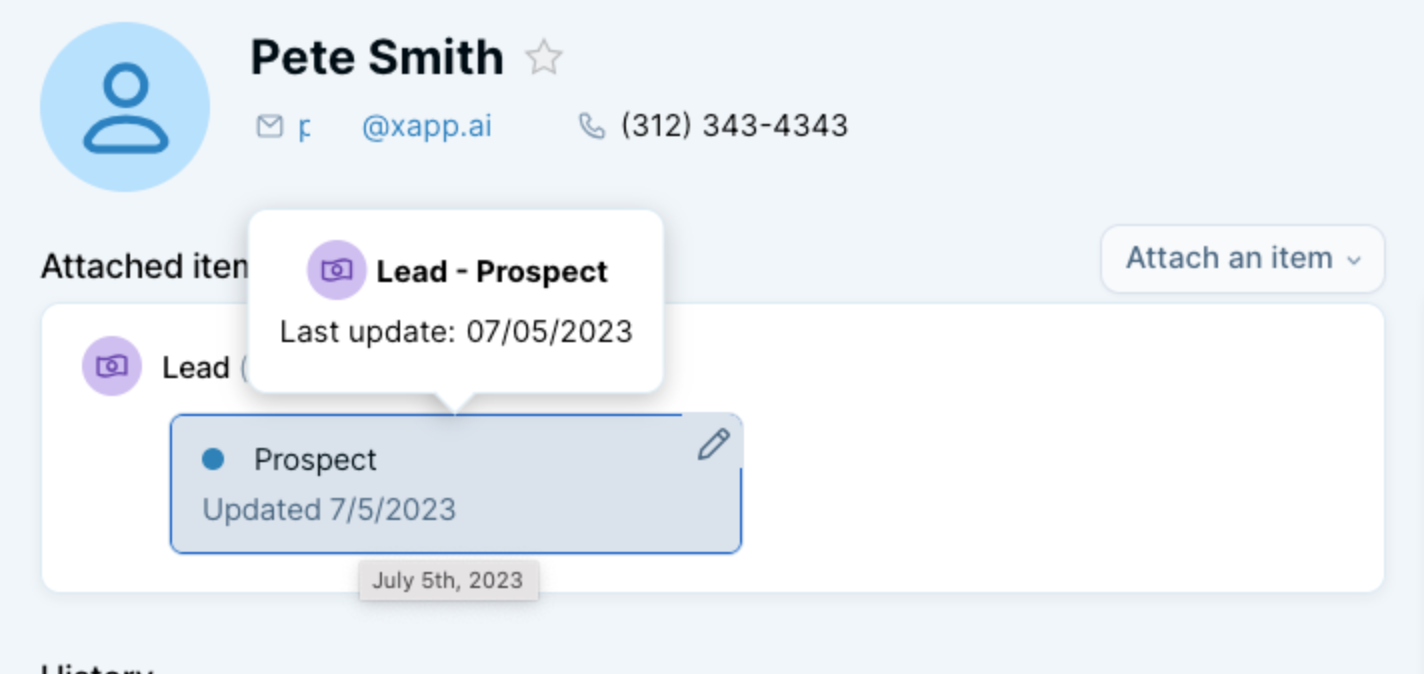 Pete Smith
p @xapp.ai (312) 343-4343
Attached
Attach an item
Lead - Prospect
Last update: 07/05/2023
Lead (
Prospect
Updated 7/5/2023
July 5th, 2023
History